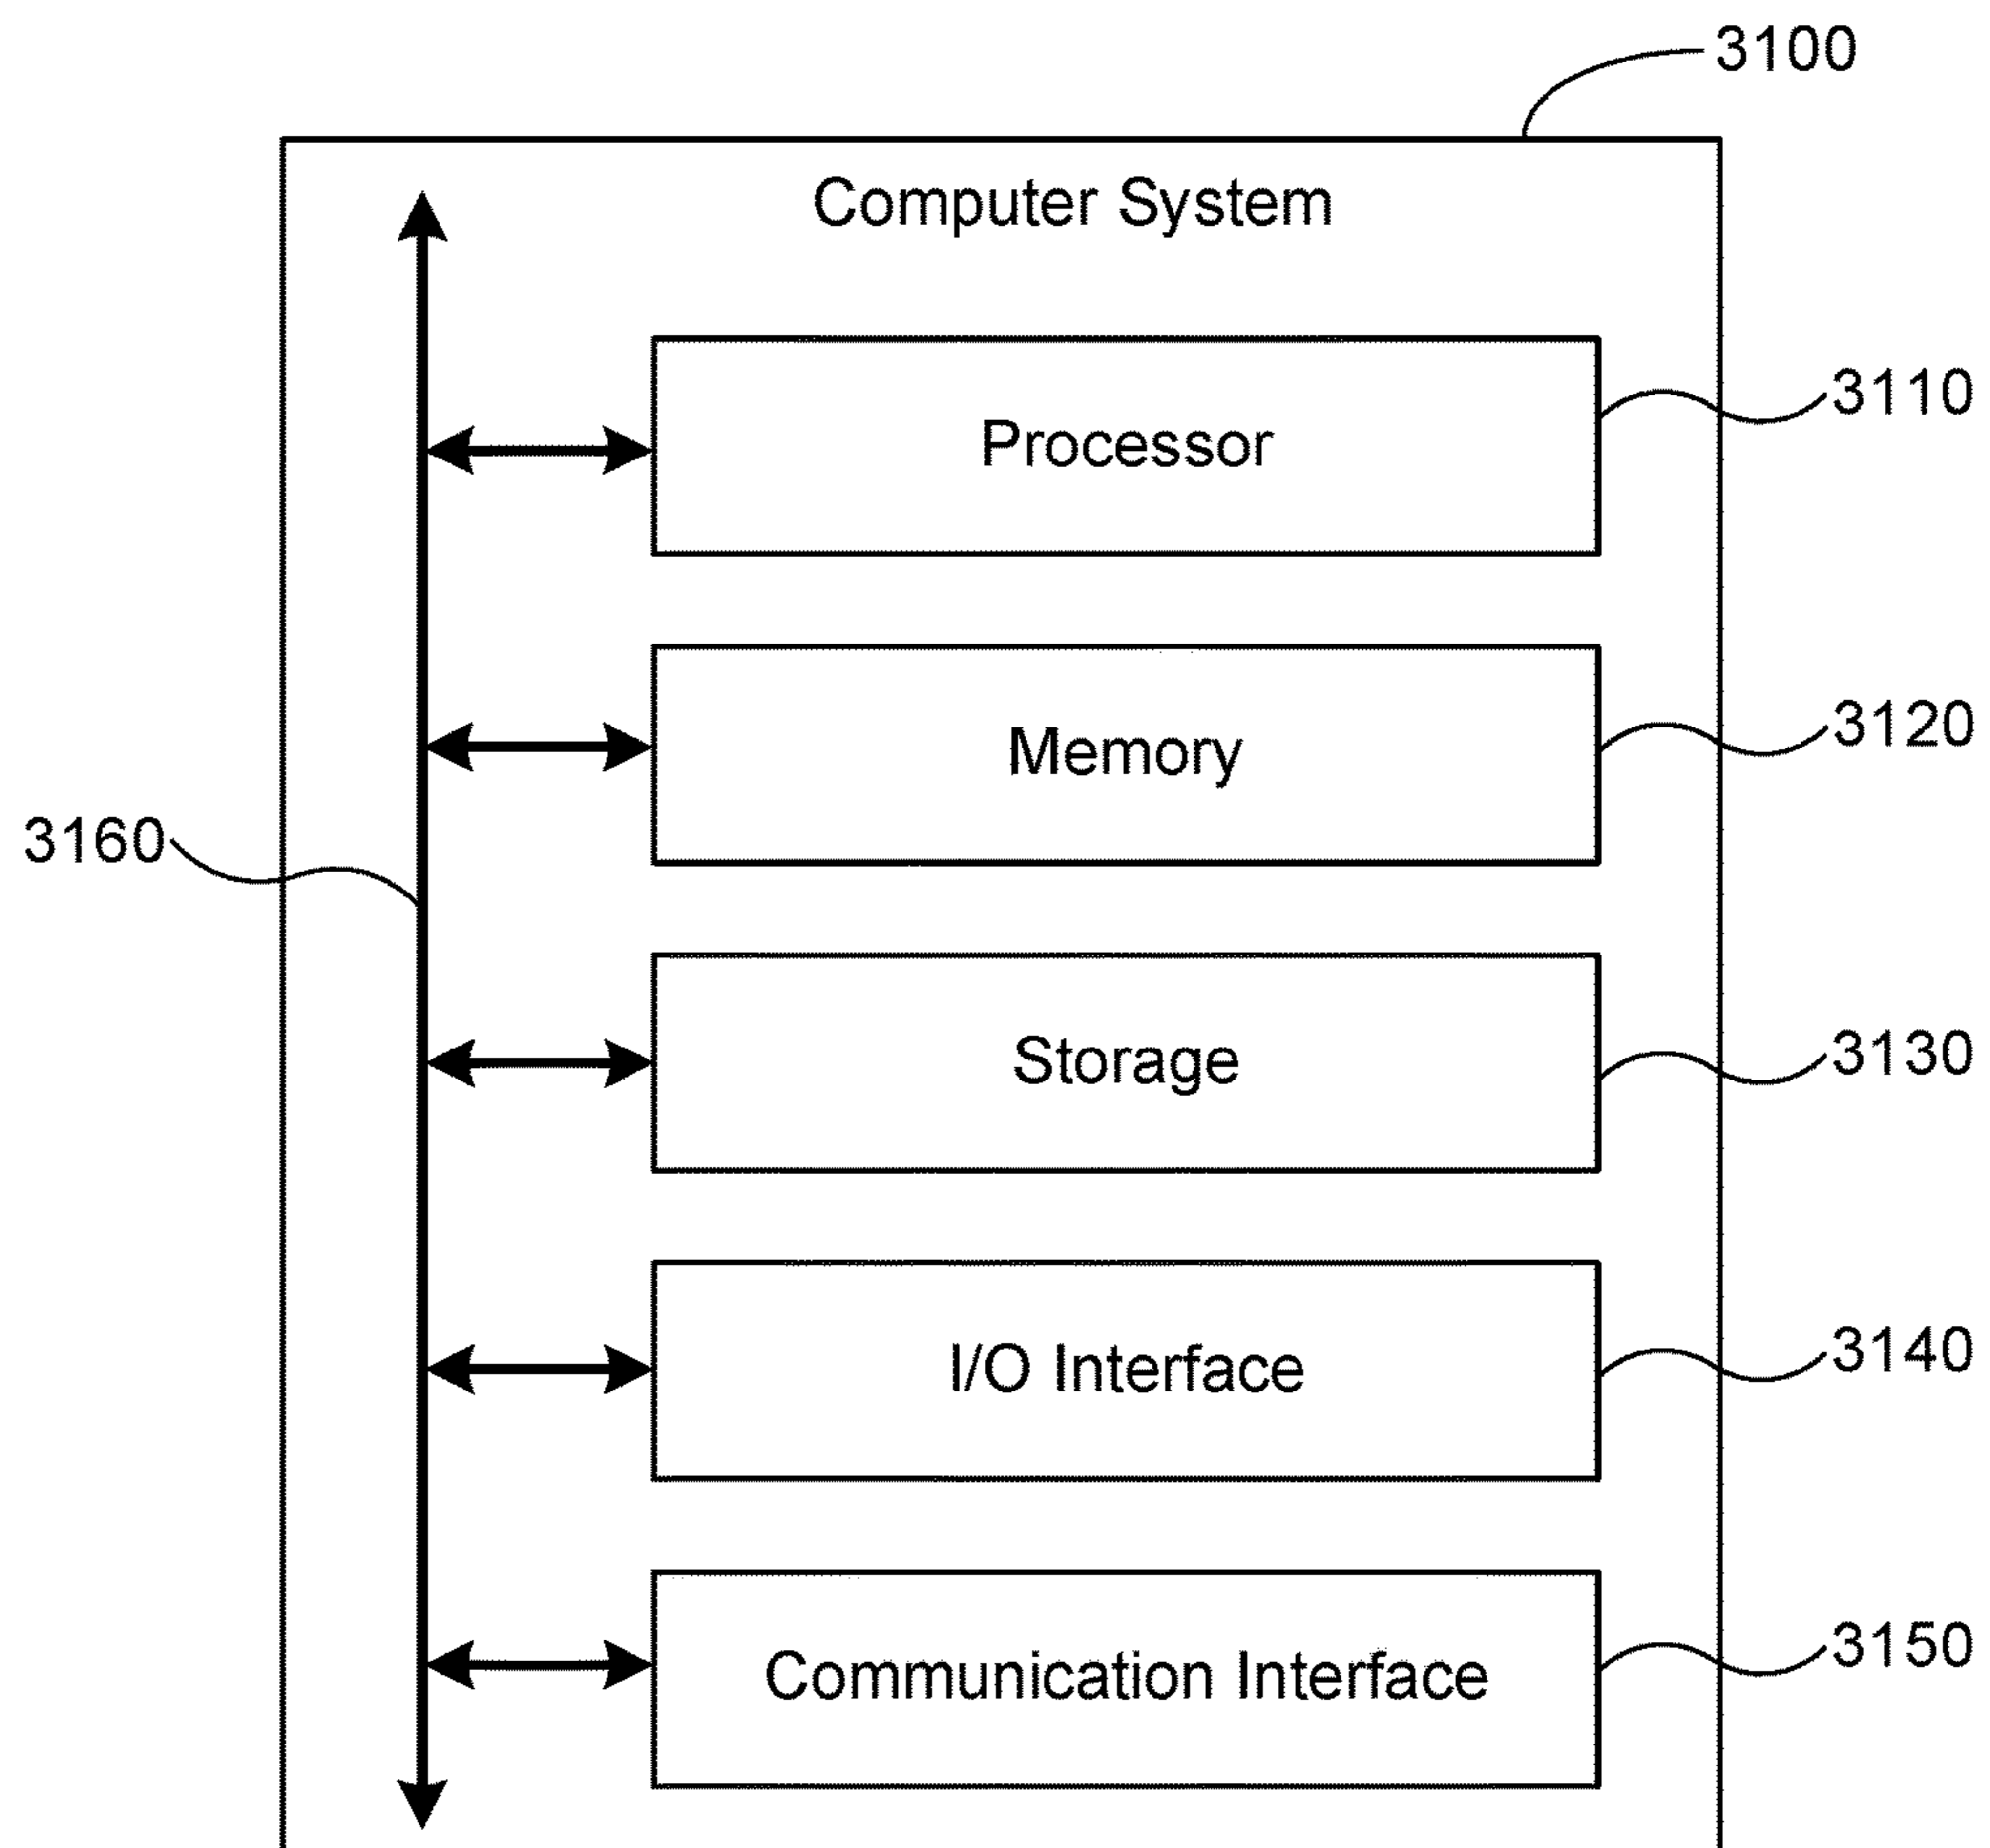 3100
Computer System
Processor
3110
Memory
3120
3160
Storage
3130
I/O Interface
3140
Communication Interface
3150